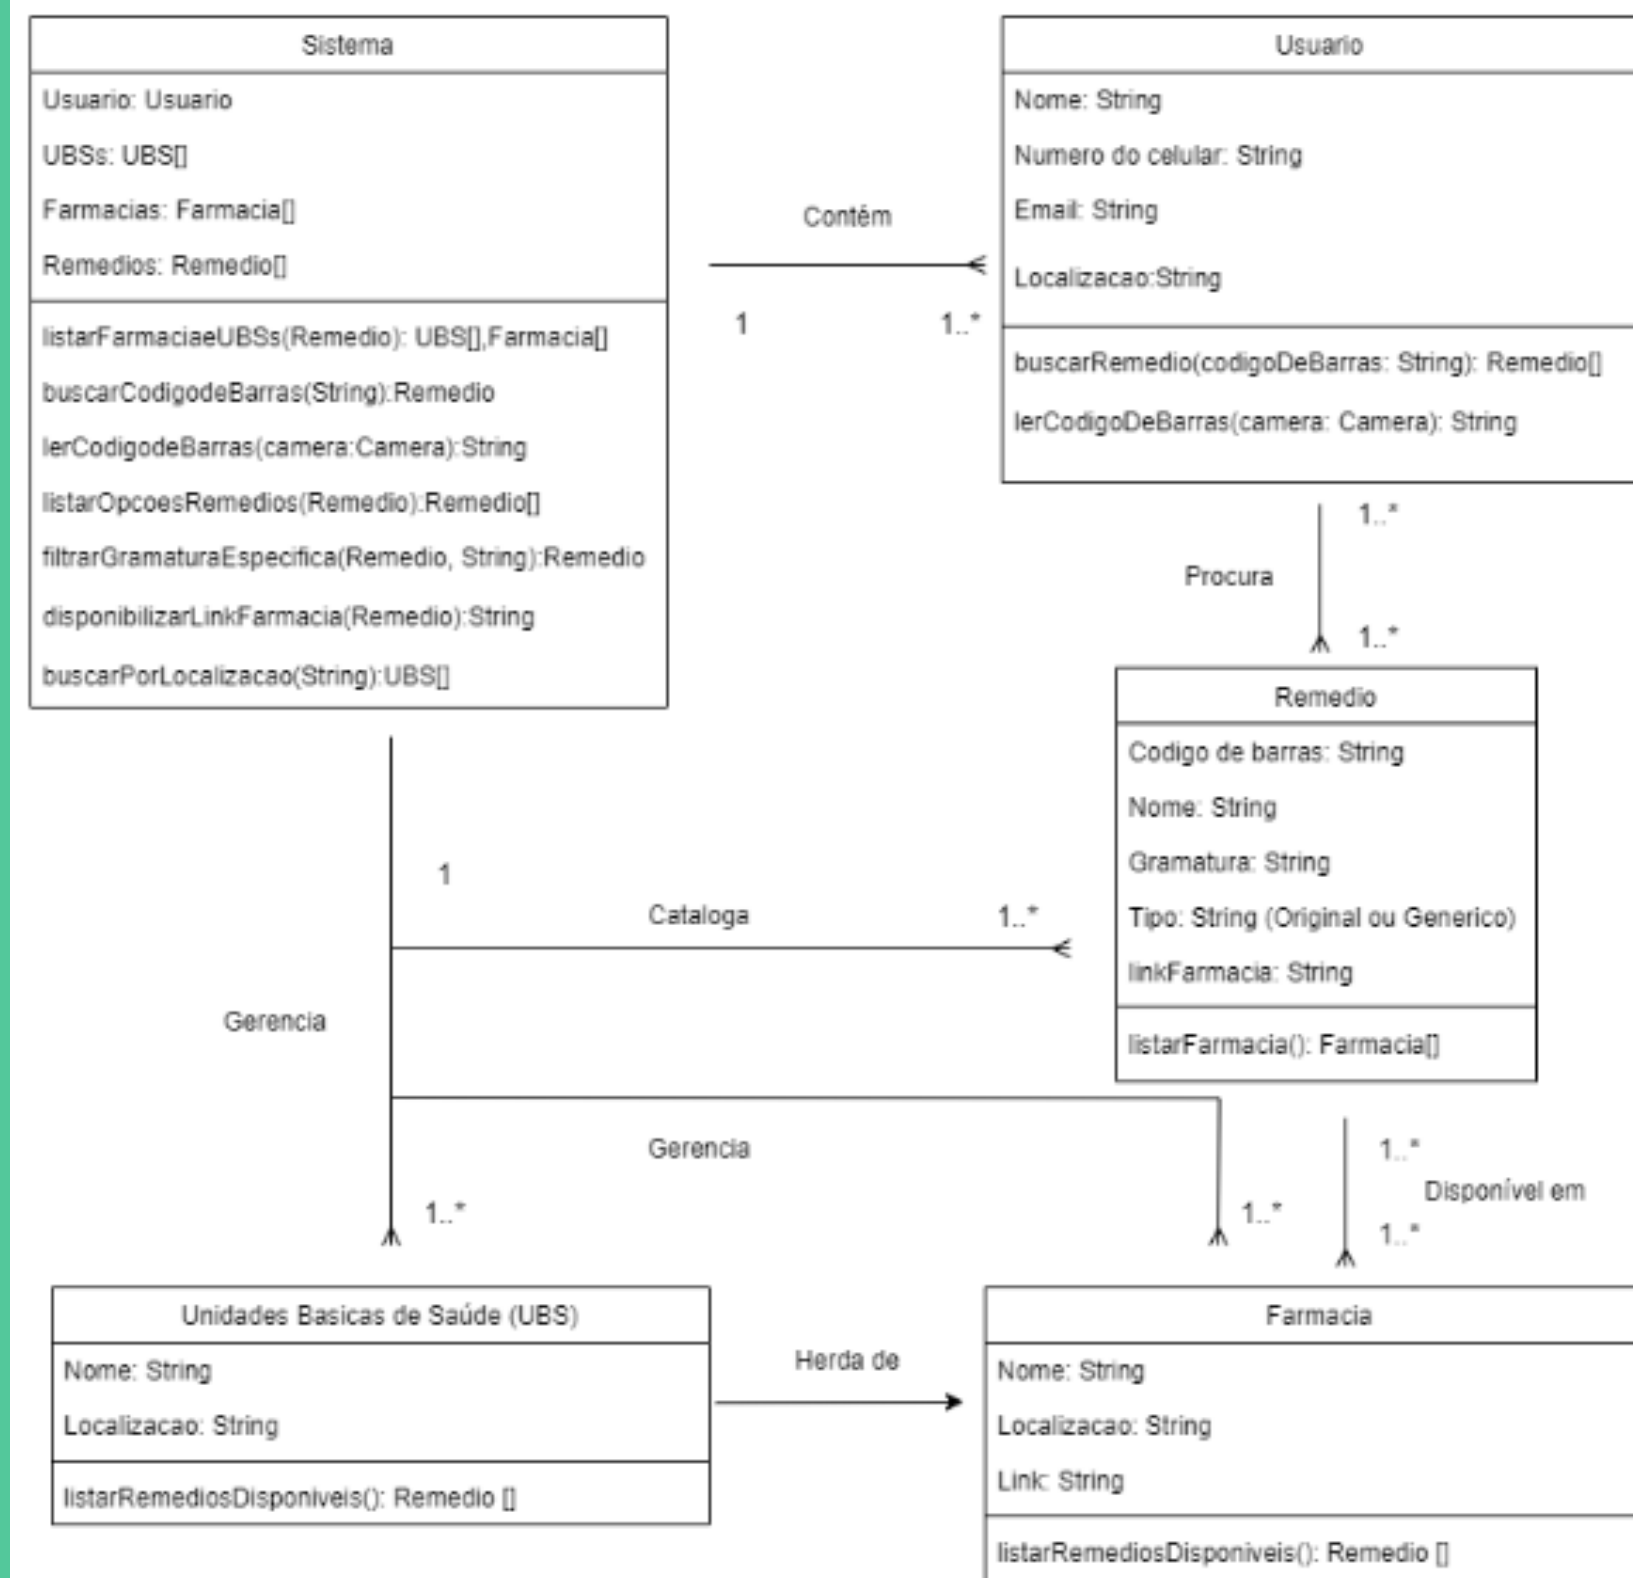 Sistema
Usuario: Usuario
UBSs: UBS[]
Farmacias: Farmacia[]
Remedios: Remedio[]
listarFarmaciaeUBSs(Remedio): UBS[],Farmacia[]
buscarCodigodeBarras(String):Remedio
lerCodigodeBarras(camera:Camera):String
listarOpcoesRemedios(Remedio):Remedio[]
filtrarGramaturaEspecifica(Remedio, String):Remedio
disponibilizarLinkFarmacia(Remedio):String
buscarPorLocalizacao(String):UBS[]
Contém
1
1..*
Usuario
Nome: String
Numero do celular: String
Email: String
Localizacao:String
buscarRemedio(codigoDeBarras: String): Remedio[]
lerCodigoDeBarras(camera: Camera): String
1..*
Procura
1..*
Remedio
Codigo de barras: String
Nome: String
Gramatura: String
Tipo: String (Original ou Generico)
linkFarmacia: String
listarFarmacia(): Farmacia[]
1
Cataloga
1..*
Gerencia
Gerencia
1..*
1..*
1..*
Disponível em
1..*
Unidades Basicas de Saúde (UBS)
Nome: String
Localizacao: String
listarRemediosDisponiveis(): Remedio []
Herda de
Farmacia
Nome: String
Localizacao: String
Link: String
listarRemediosDisponiveis(): Remedio []